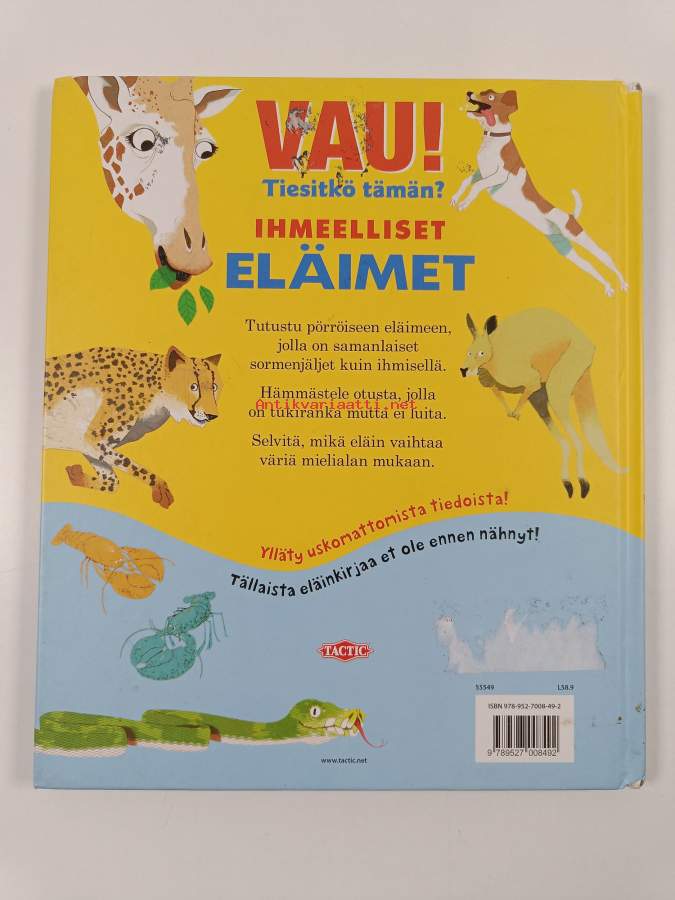 VAU!
Tiesitkö tämän?
IHMEELLISET
ELÄIMET
Tutustu pörröiseen eläimeen,
jolla on samanlaiset
sormenjäljet kuin ihmisellä.
Hämmästele otusta, jolla
Antikvariaatti.net
on tukiranka mutta ei luita.
Selvitä, mikä eläin vaihtaa
väriä mielialan mukaan.
Ylläty uskomattomista tiedoista!
Tällaista eläinkirjaa et ole ennen nähnyt!
TACTIC
53549 L58.9
ISBN 978-952-7008-49-2
9 789527 008492
www.tactic.net